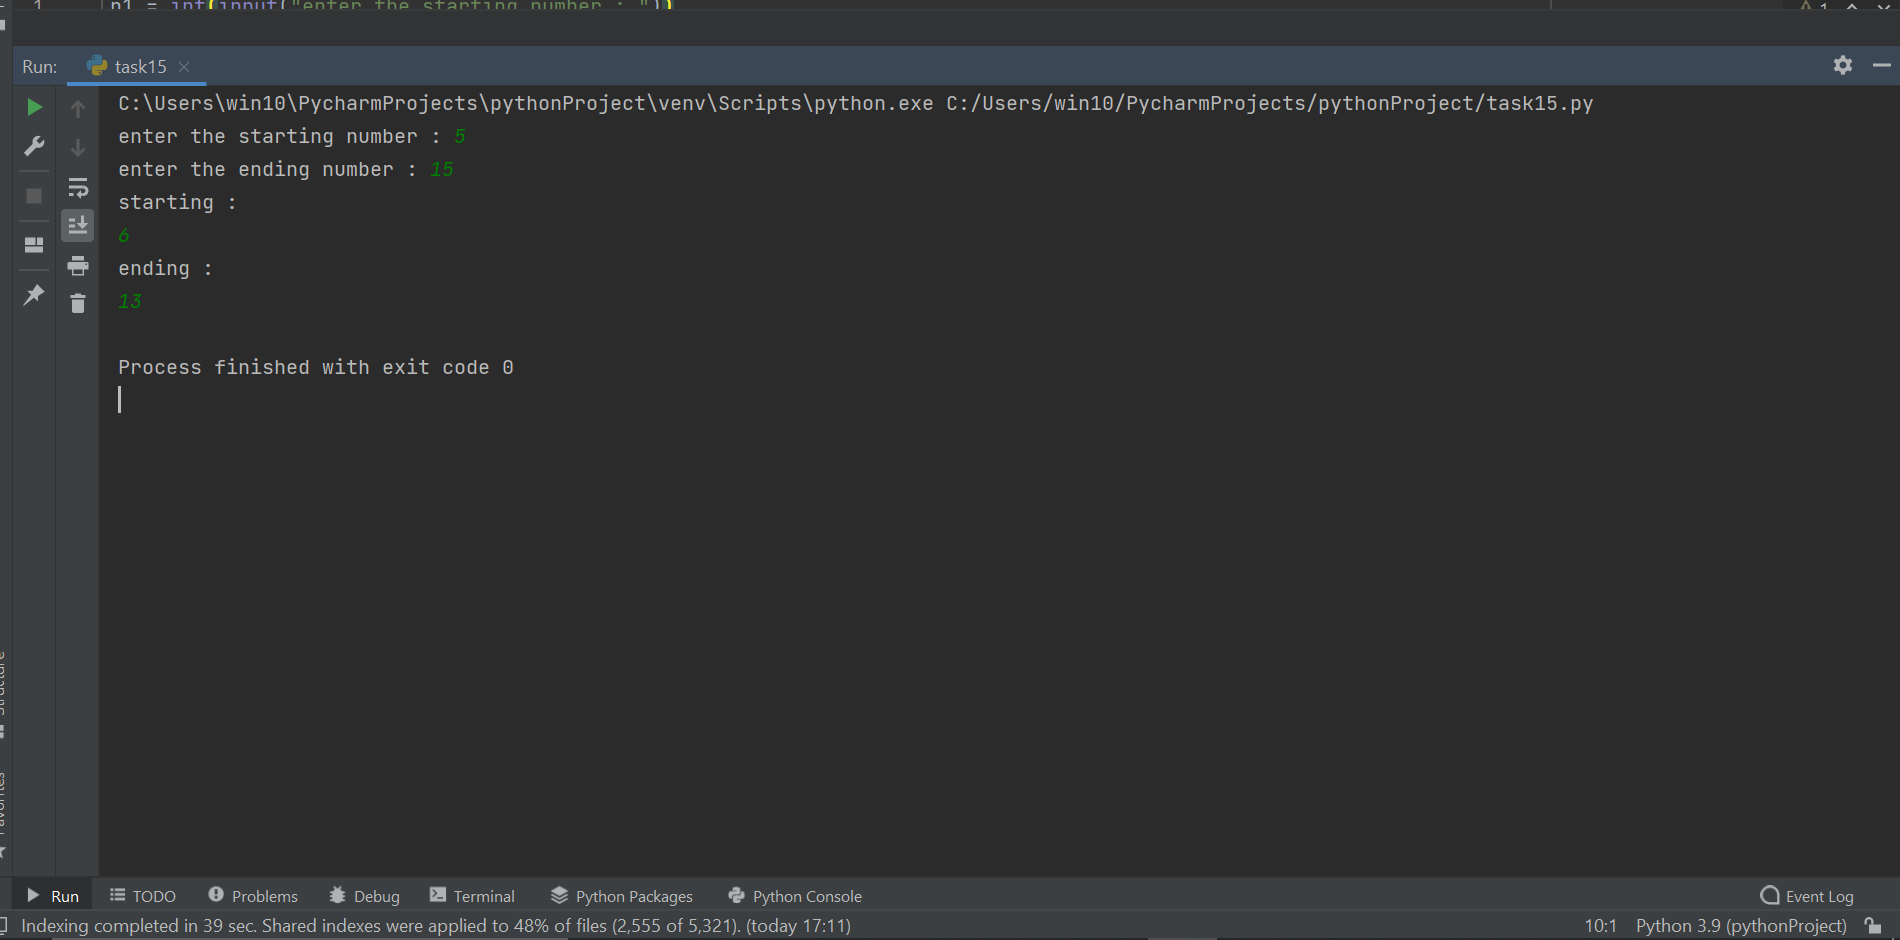 1 n1 = int(input("enter the starting number : "))
1
Run: task15
C:\Users\win10\PycharmProjects\pythonProject\venv\Scripts\python.exe C:/Users/win10/PycharmProjects/pythonProject/task15.py
enter the starting number : 5
enter the ending number : 15
starting :
6
ending :
13
Process finished with exit code 0
Structure
Favorites
Run TODO Problems Debug Terminal Python Packages Python Console Event Log
Indexing completed in 39 sec. Shared indexes were applied to 48% of files (2,555 of 5,321). (today 17:11) 10:1 Python 3.9 (pythonProject)